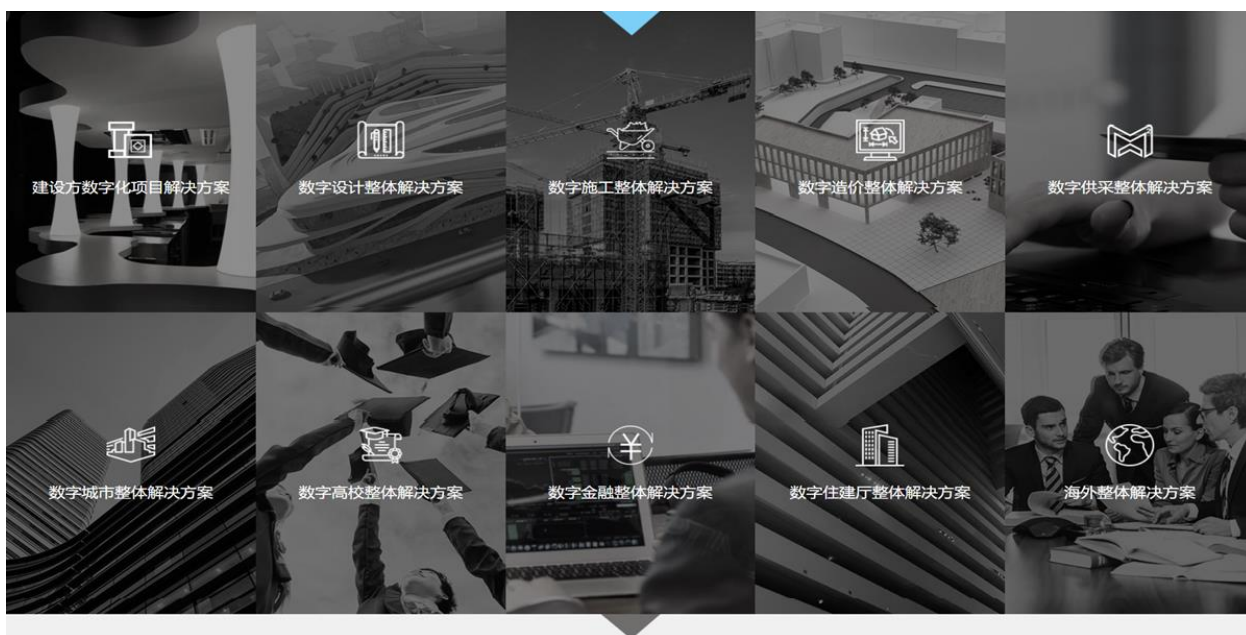 建设方数字化项目解决方案
数字设计整体解决方案
数字施工整体解决方案
数字造价整体解决方案
数字供采整体解决方案
数字城市整体解决方案
数字高校整体解决方案
数字金融整体解决方案
数字住建厅整体解决方案
海外整体解决方案